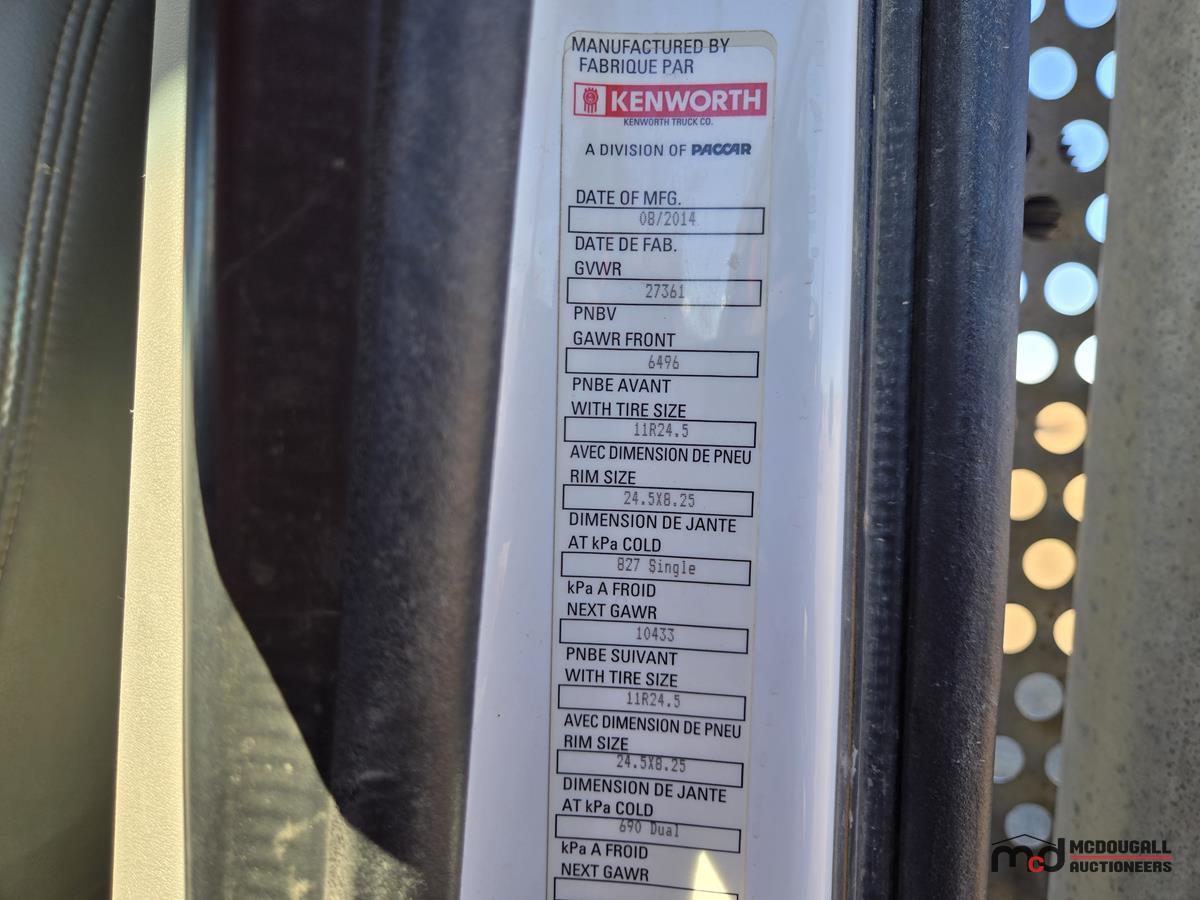 MANUFACTURED BY
FABRIQUE PAR
KENWORTH
KENWORTH TRUCK CO.
A DIVISION OF PACCAR
DATE OF MFG.
08/2014
DATE DE FAB.
GVWR
27361
PNBV
GAWR FRONT
6496
PNBE AVANT
WITH TIRE SIZE
11R24.5
AVEC DIMENSION DE PNEU
RIM SIZE
24.5X8.25
DIMENSION DE JANTE
AT kPa COLD
827 Single
kPa A FROID
NEXT GAWR
10433
PNBE SUIVANT
WITH TIRE SIZE
11R24.5
AVEC DIMENSION DE PNEU
RIM SIZE
24.5X8.25
DIMENSION DE JANTE
AT kPa COLD
690 Dual
kPa A FROID
NEXT GAWR
mcd MCDOUGALL
AUCTIONEERS